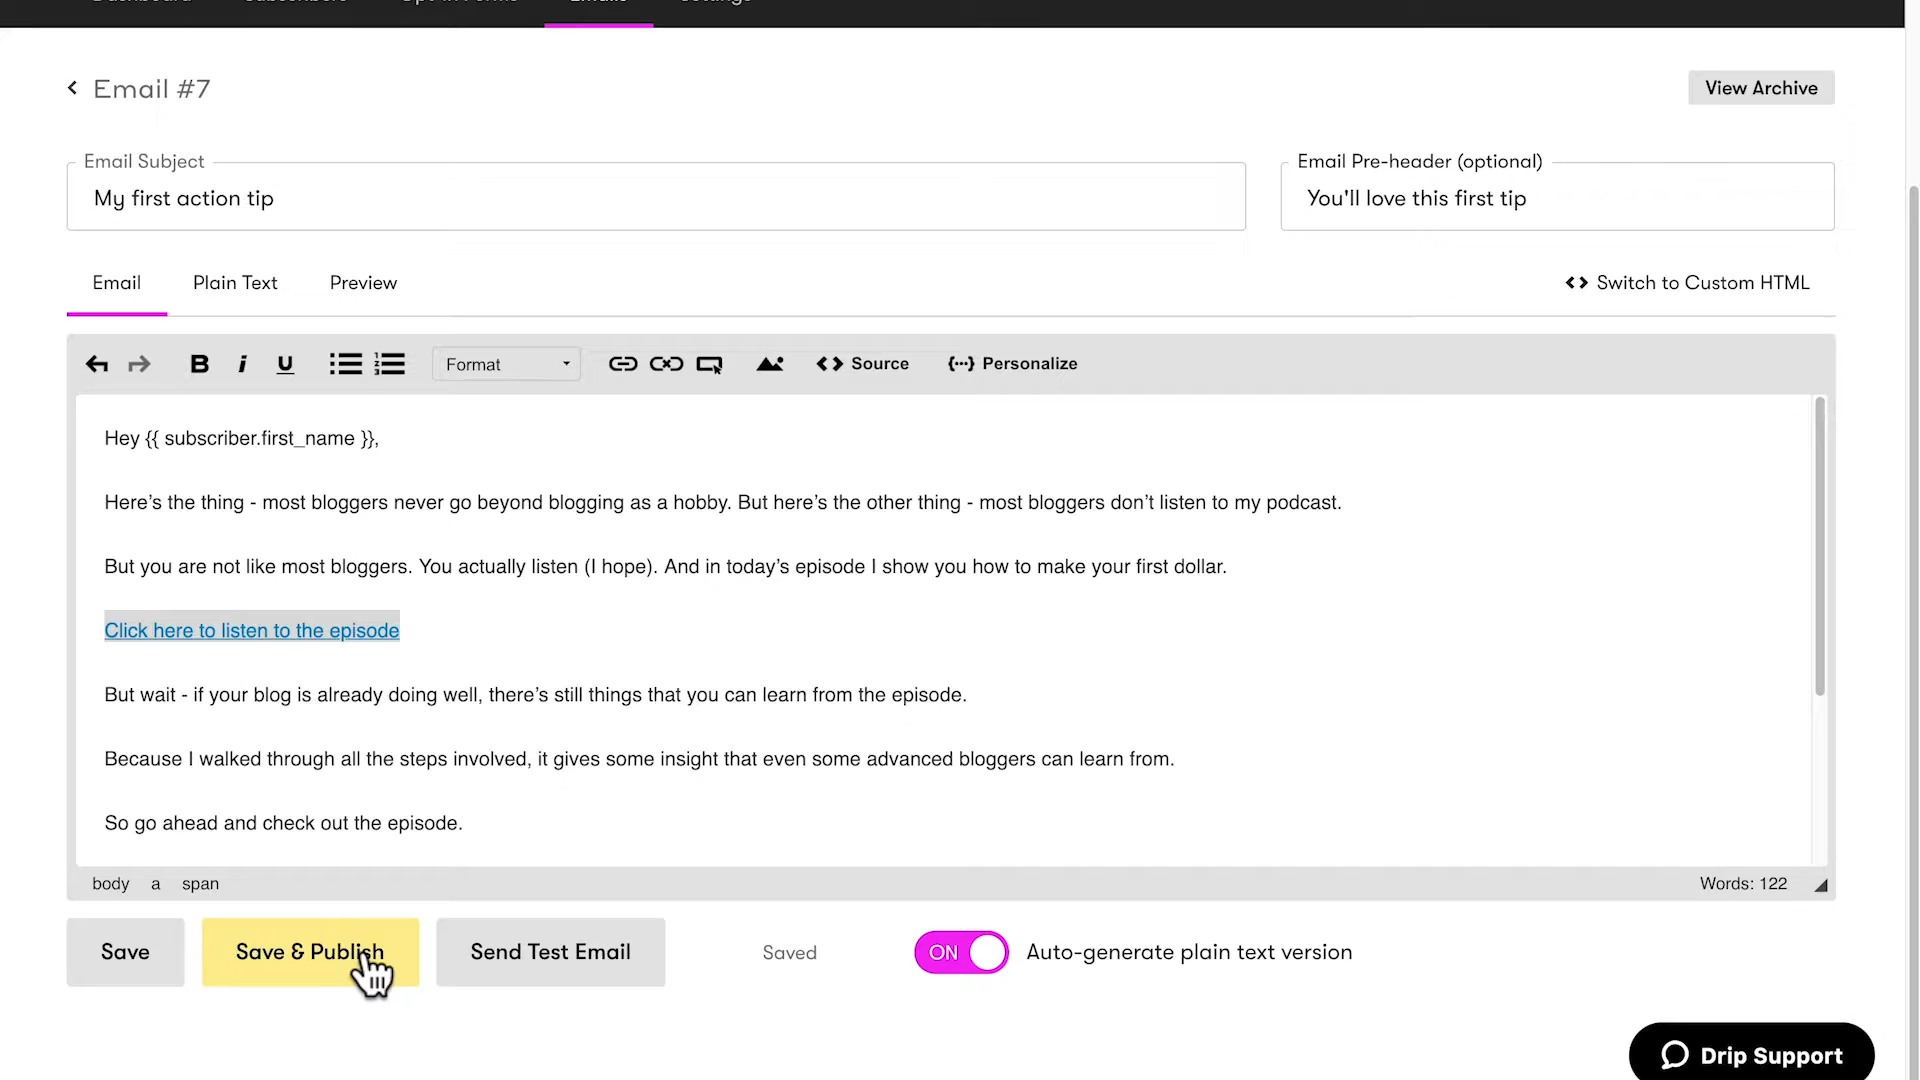 Dashboard Subscribers Opt-In Forms Emails Settings
Email #7
View Archive
Email Subject
My first action tip
Email Pre-header (optional)
You'll love this first tip
Email Plain Text Preview
<> Switch to Custom HTML
B i U Format <> Source {···} Personalize
Hey {{ subscriber.first_name }},
Here’s the thing - most bloggers never go beyond blogging as a hobby. But here’s the other thing - most bloggers don’t listen to my podcast.
But you are not like most bloggers. You actually listen (I hope). And in today’s episode I show you how to make your first dollar.
Click here to listen to the episode
But wait - if your blog is already doing well, there’s still things that you can learn from the episode.
Because I walked through all the steps involved, it gives some insight that even some advanced bloggers can learn from.
So go ahead and check out the episode.
body a span
Words: 122
Save Save & Publish Send Test Email Saved ON Auto-generate plain text version
Drip Support